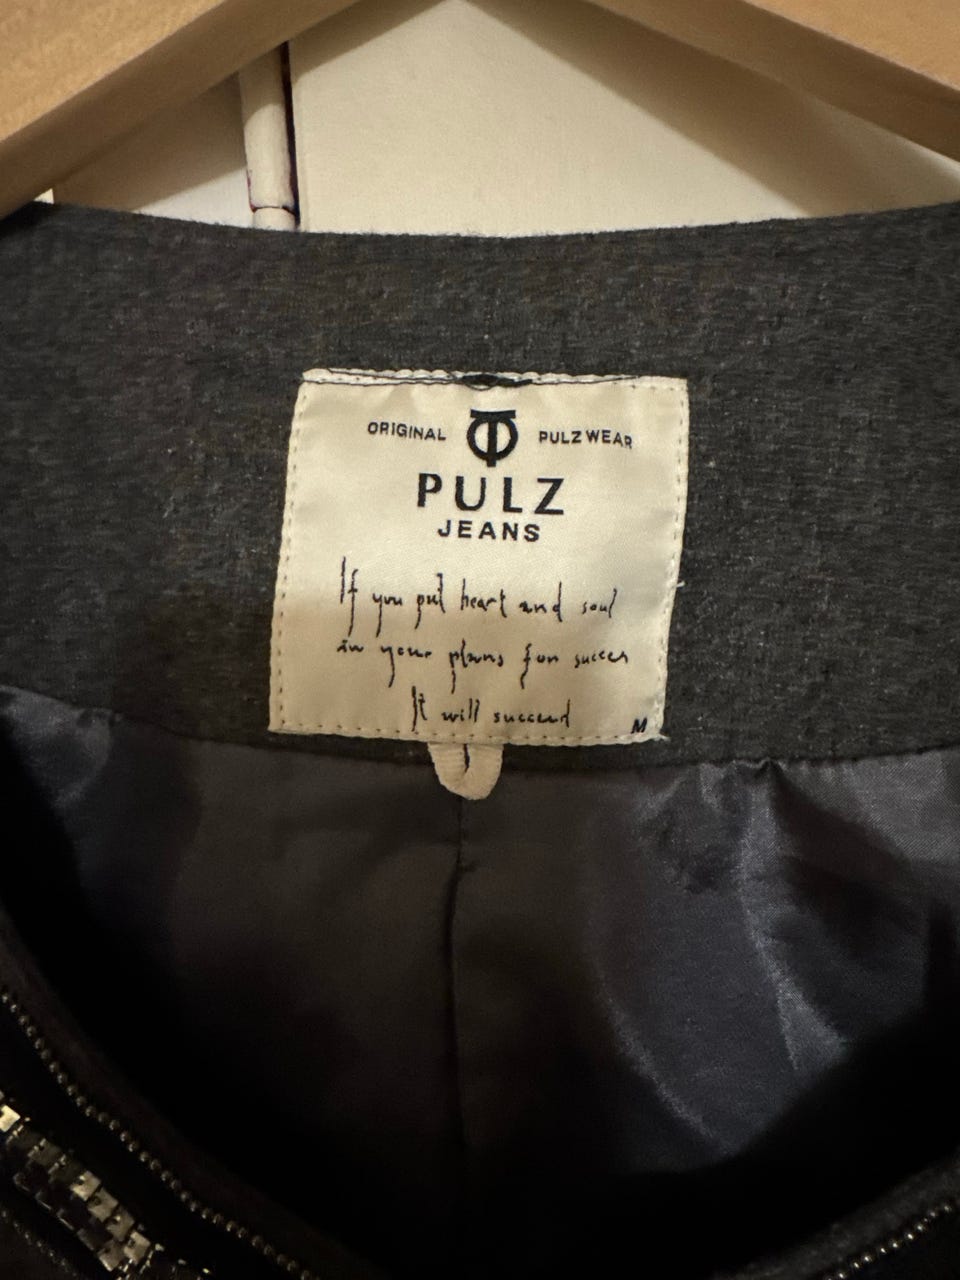 ORIGINAL PULZ WEAR
PULZ
JEANS
If you put heart and soul
in your plans for succes
It will succeed
M